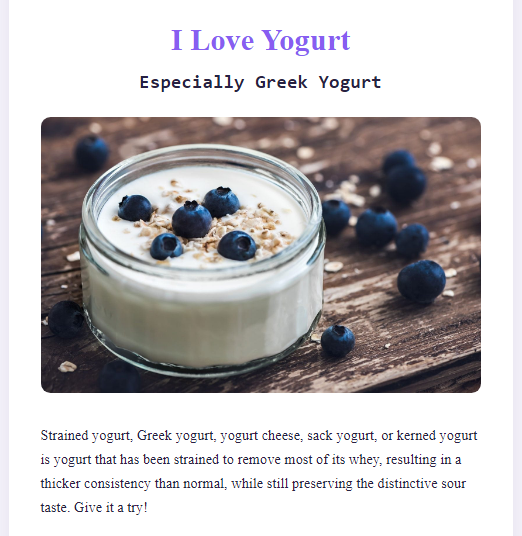 I Love Yogurt
Especially Greek Yogurt
Strained yogurt, Greek yogurt, yogurt cheese, sack yogurt, or kerned yogurt
is yogurt that has been strained to remove most of its whey, resulting in a
thicker consistency than normal, while still preserving the distinctive sour
taste. Give it a try!